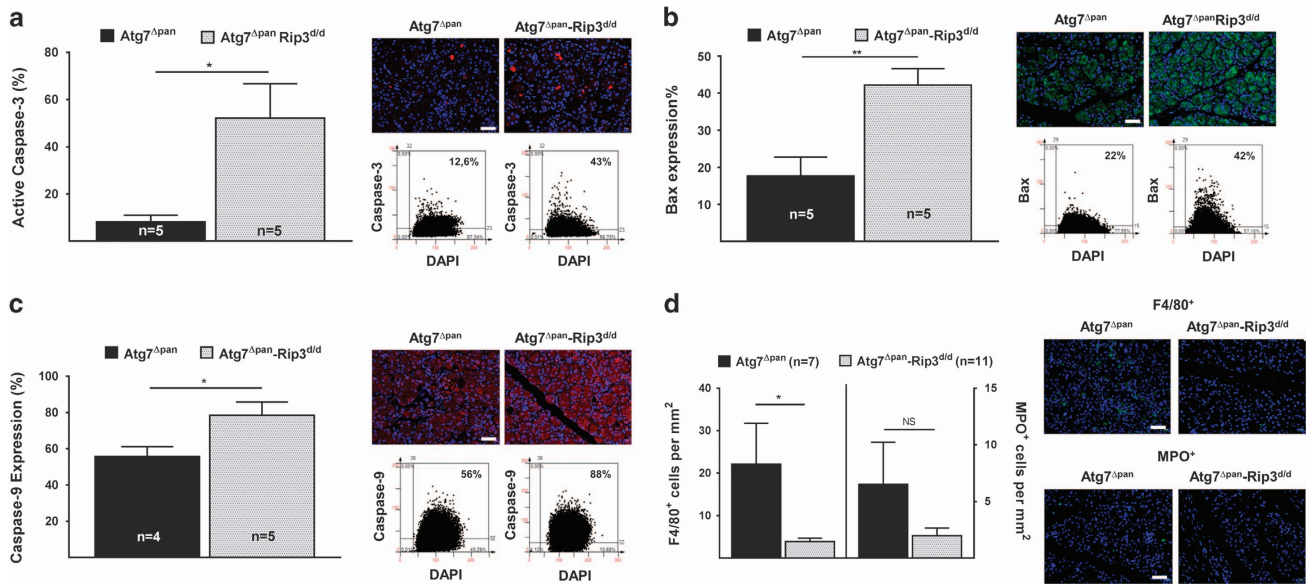 a
Atg7Δpan Atg7Δpan Rip3d/d
Active Caspase-3 (%)
80
60
40
20
*
n=5 n=5
Atg7Δpan Atg7Δpan-Rip3d/d
12,6% 43%
Caspase-3 Caspase-3
DAPI DAPI
b
Atg7Δpan Atg7Δpan-Rip3d/d
Bax expression%
50
40
30
20
10
**
n=5 n=5
Atg7Δpan Atg7ΔpanRip3d/d
22% 42%
Bax Bax
DAPI DAPI
c
Atg7Δpan Atg7Δpan-Rip3d/d
Caspase-9 Expression (%)
100
80
60
40
20
*
n=4 n=5
Atg7Δpan Atg7Δpan-Rip3d/d
56% 88%
Caspase-9 Caspase-9
DAPI DAPI
d
Atg7Δpan (n=7) Atg7Δpan-Rip3d/d (n=11)
F4/80+ cells per mm2
40
30
20
10
*
NS
15
10
5
MPO+ cells per mm2
F4/80+
Atg7Δpan Atg7Δpan-Rip3d/d
MPO+
Atg7Δpan Atg7Δpan-Rip3d/d